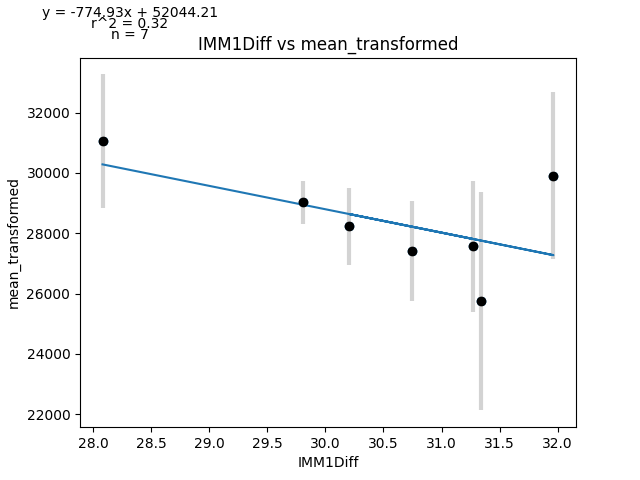 y = -774.93x + 52044.21
r^2 = 0.32
n = 7
IMM1Diff vs mean_transformed
mean_transformed
32000
30000
28000
26000
24000
22000
28.0 28.5 29.0 29.5 30.0 30.5 31.0 31.5 32.0
IMM1Diff